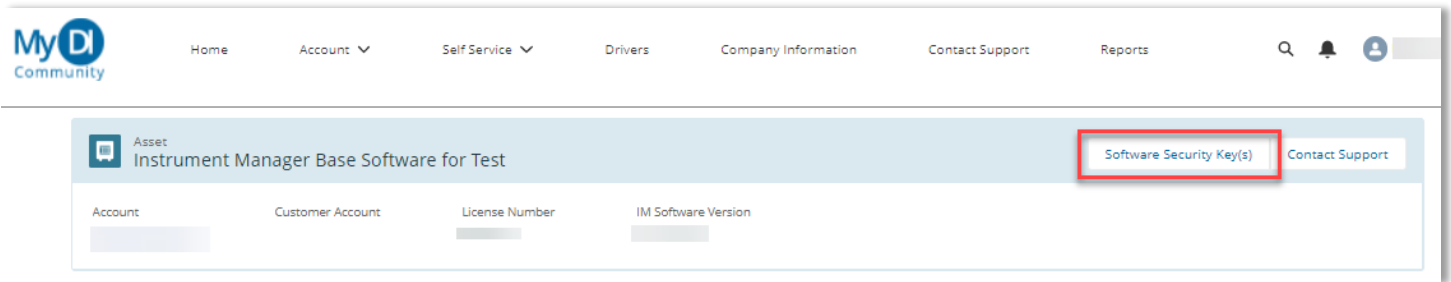 My DI
Community
Home Account Self Service Drivers Company Information Contact Support Reports
Asset
Instrument Manager Base Software for Test
Software Security Key(s) Contact Support
Account Customer Account License Number IM Software Version